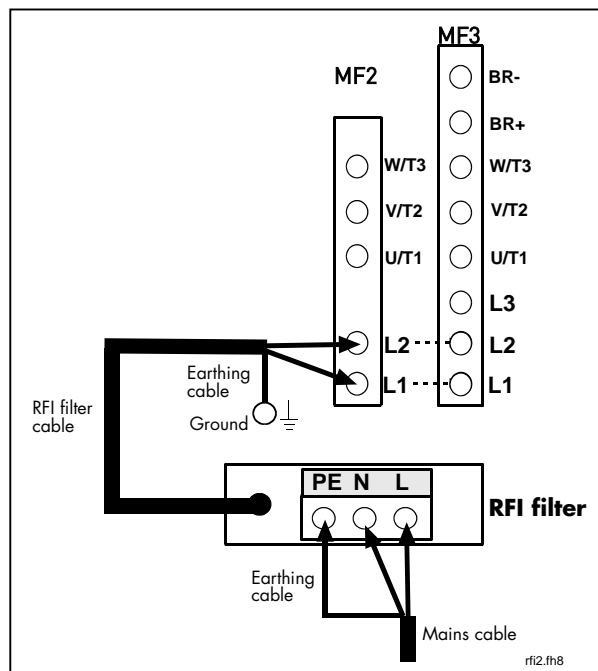 MF3
MF2
BR-
BR+
W/T3 W/T3
V/T2 V/T2
U/T1 U/T1
L3
L2 L2
L1 L1
Earthing
cable
RFI filter
cable
Ground
PE N L
RFI filter
Earthing
cable
Mains cable
rfi2.fh8